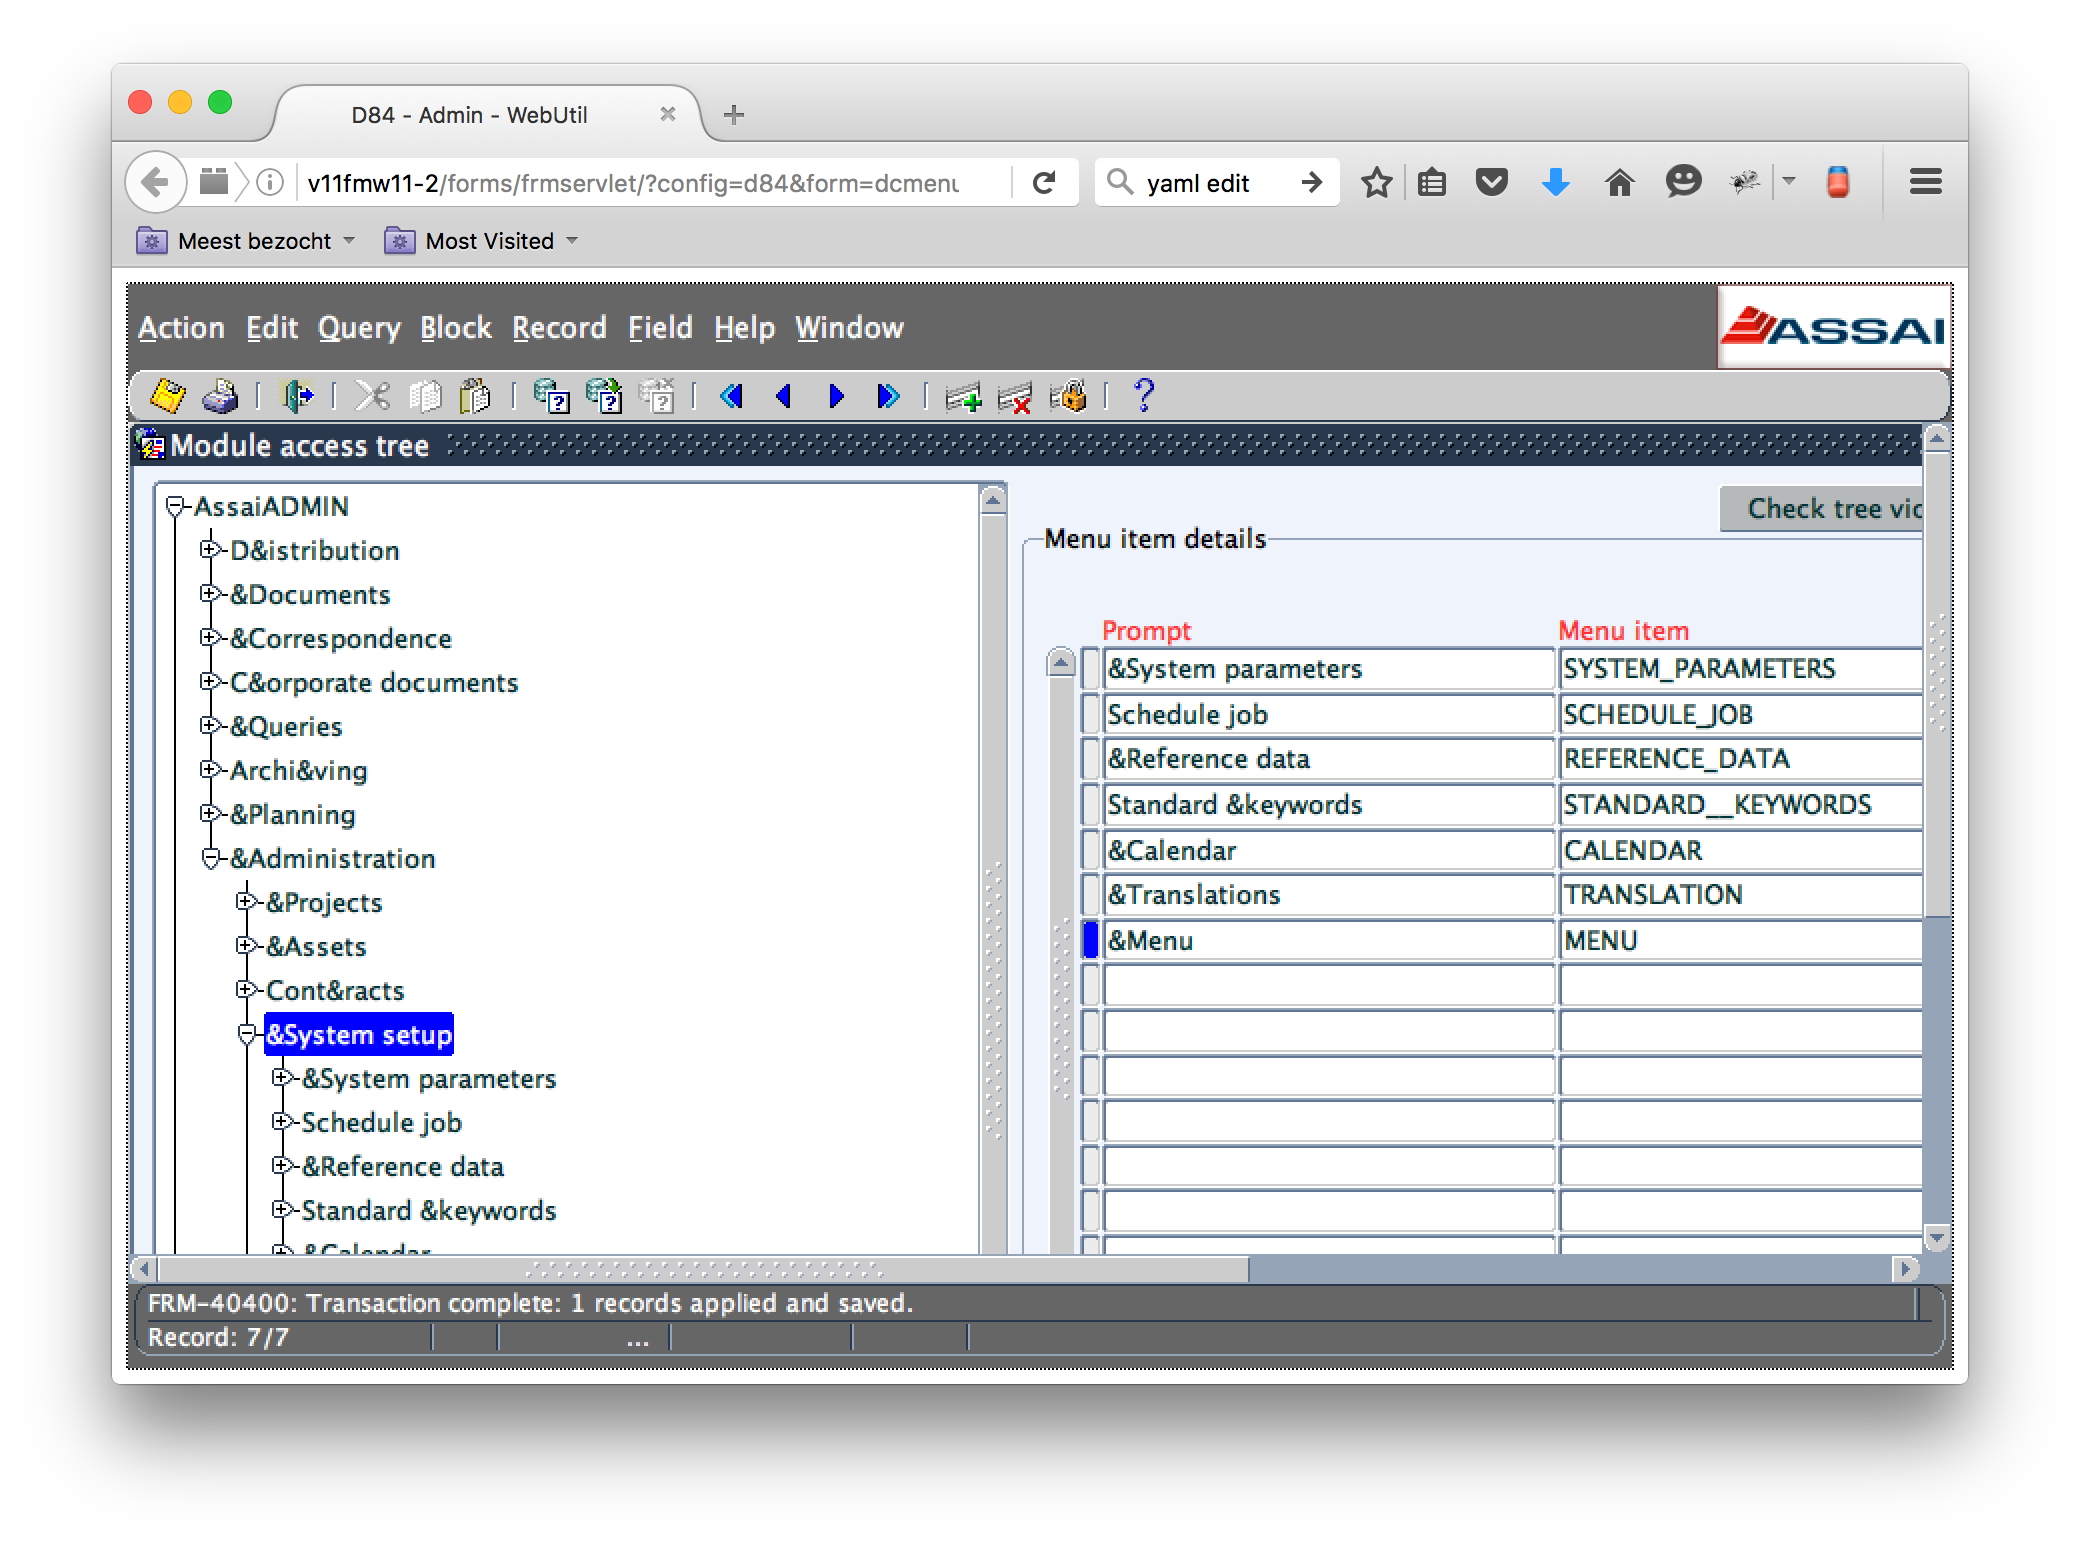 D84 - Admin - WebUtil
v11fmw11-2/forms/frmservlet/?config=d84&form=dcmenu
yaml edit
Meest bezocht
Most Visited
Action Edit Query Block Record Field Help Window
ASSAI
Module access tree
AssaiADMIN
D&istribution
&Documents
&Correspondence
C&orporate documents
&Queries
Archi&ving
&Planning
&Administration
&Projects
&Assets
Cont&racts
&System setup
&System parameters
Schedule job
&Reference data
Standard &keywords
&Calendar
Check tree
Menu item details
Prompt Menu item
&System parameters SYSTEM_PARAMETERS
Schedule job SCHEDULE_JOB
&Reference data REFERENCE_DATA
Standard &keywords STANDARD__KEYWORDS
&Calendar CALENDAR
&Translations TRANSLATION
&Menu MENU
FRM-40400: Transaction complete: 1 records applied and saved.
Record: 7/7
...